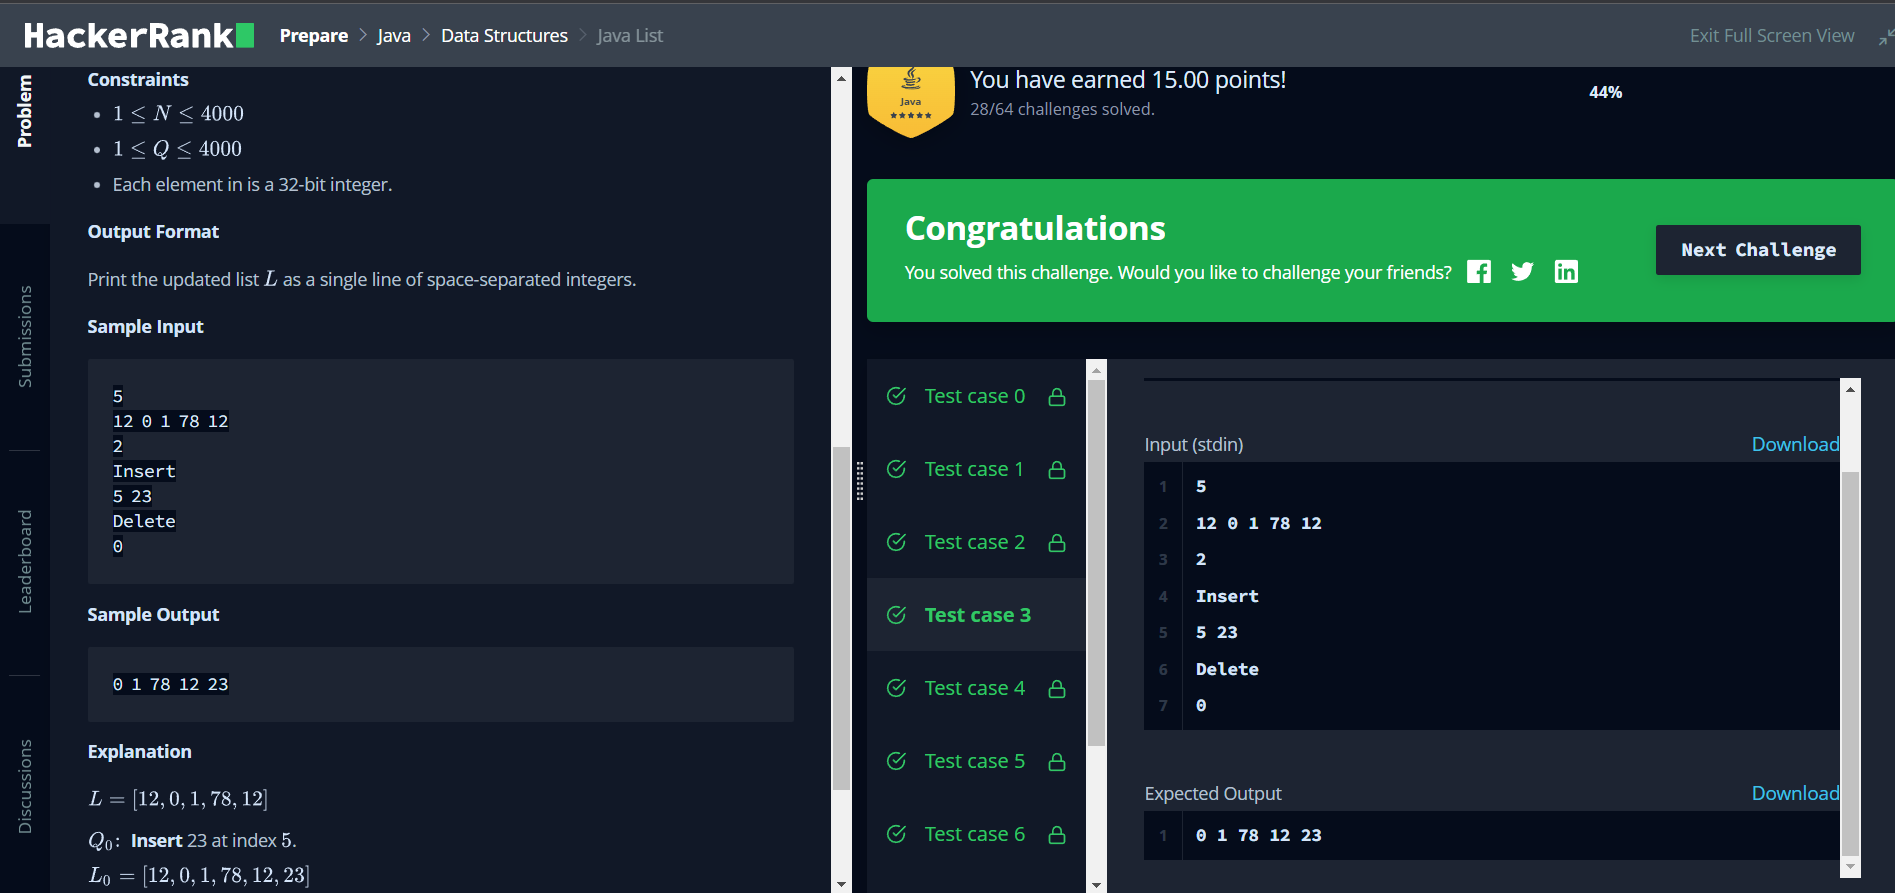 HackerRank
Prepare > Java > Data Structures > Java List
Exit Full Screen View
Problem
Submissions
Leaderboard
Discussions
Constraints
• 1 ≤ N ≤ 4000
• 1 ≤ Q ≤ 4000
• Each element in is a 32-bit integer.
Output Format
Print the updated list L as a single line of space-separated integers.
Sample Input
5
12 0 1 78 12
2
Insert
5 23
Delete
0
Sample Output
0 1 78 12 23
Explanation
L = [12, 0, 1, 78, 12]
Q₀: Insert 23 at index 5.
L₀ = [12, 0, 1, 78, 12, 23]
Java
★★★★★
You have earned 15.00 points!
28/64 challenges solved.
44%
Congratulations
You solved this challenge. Would you like to challenge your friends?
Next Challenge
Test case 0
Test case 1
Test case 2
Test case 3
Test case 4
Test case 5
Test case 6
Input (stdin)
Download
1 5
2 12 0 1 78 12
3 2
4 Insert
5 5 23
6 Delete
7 0
Expected Output
Download
1 0 1 78 12 23